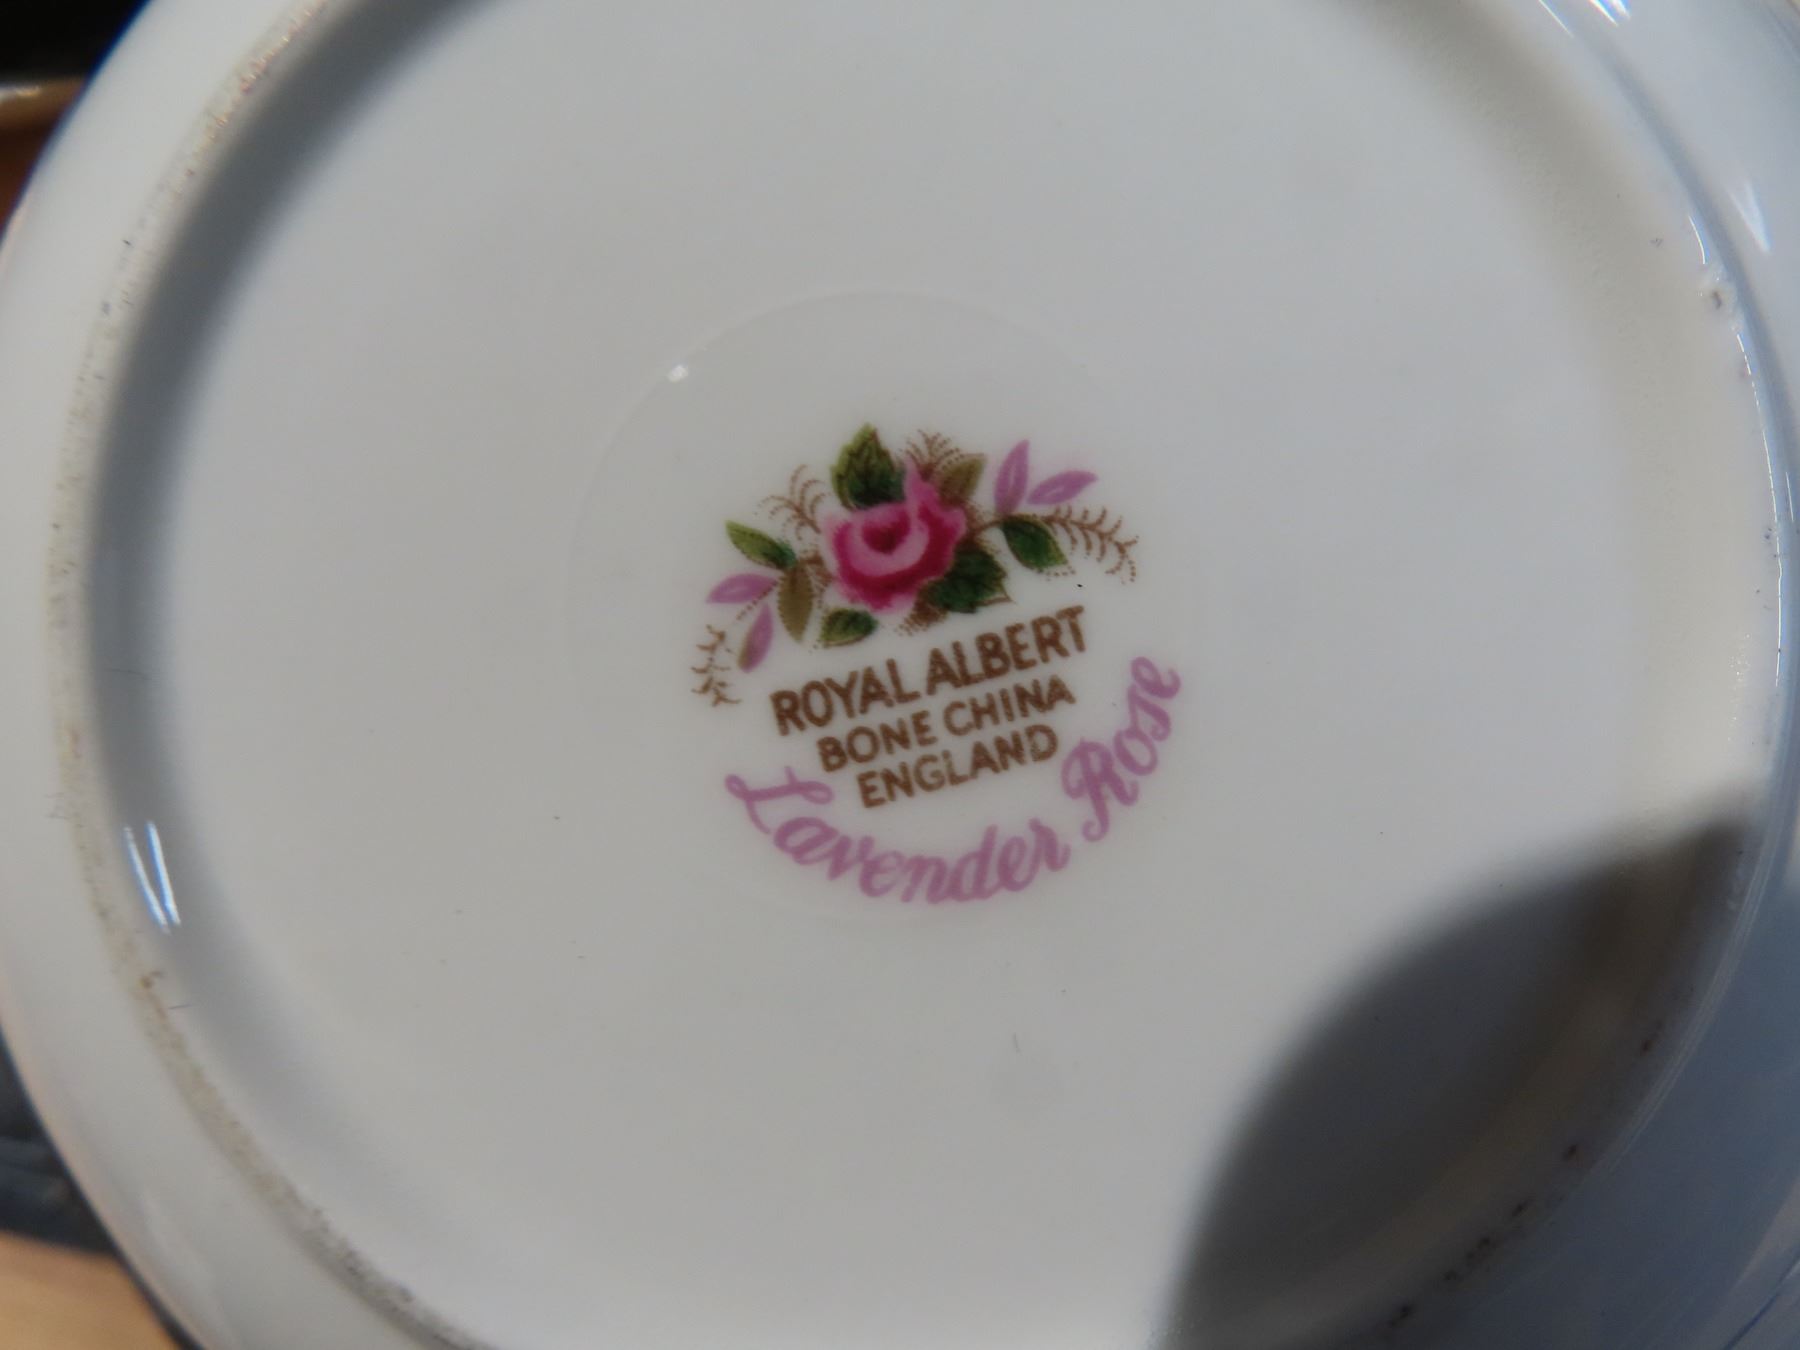 ROYAL ALBERT
BONE CHINA
ENGLAND
Lavender Rose